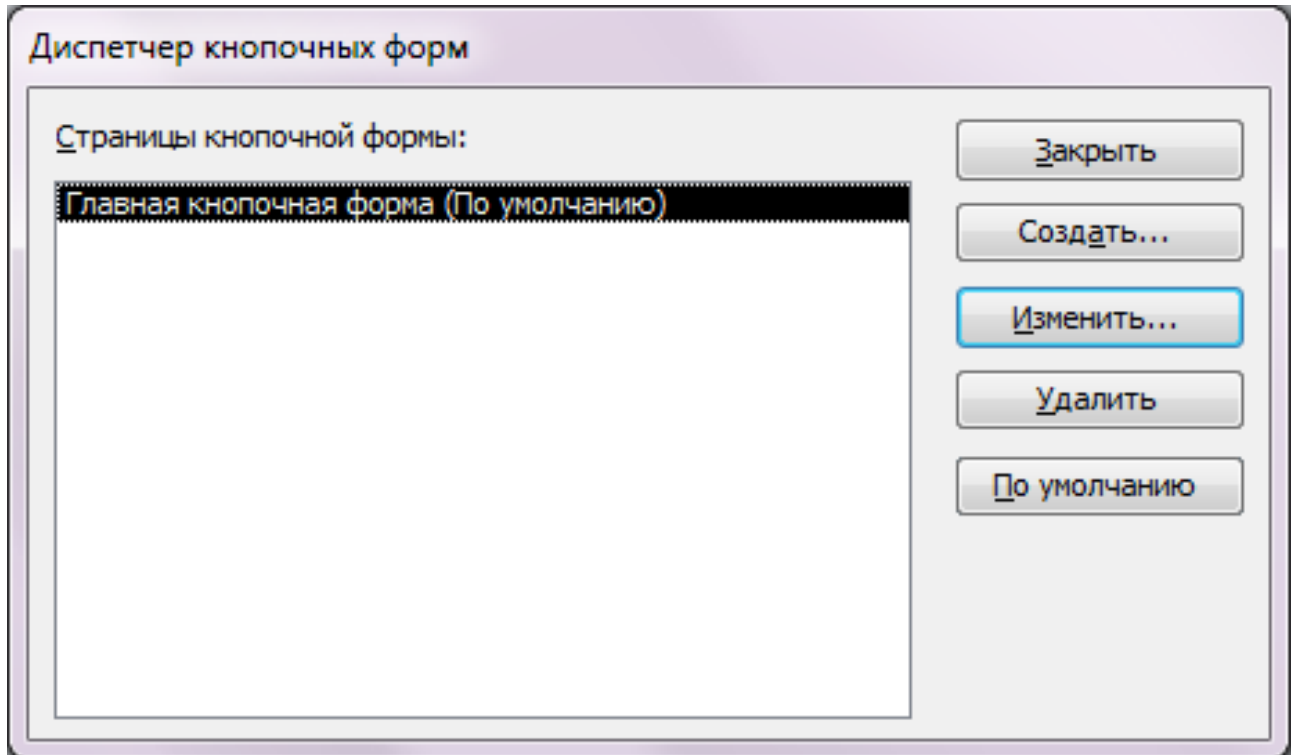 Диспетчер кнопочных форм
Страницы кнопочной формы:
Главная кнопочная форма (По умолчанию)
Закрыть
Создать...
Изменить...
Удалить
По умолчанию